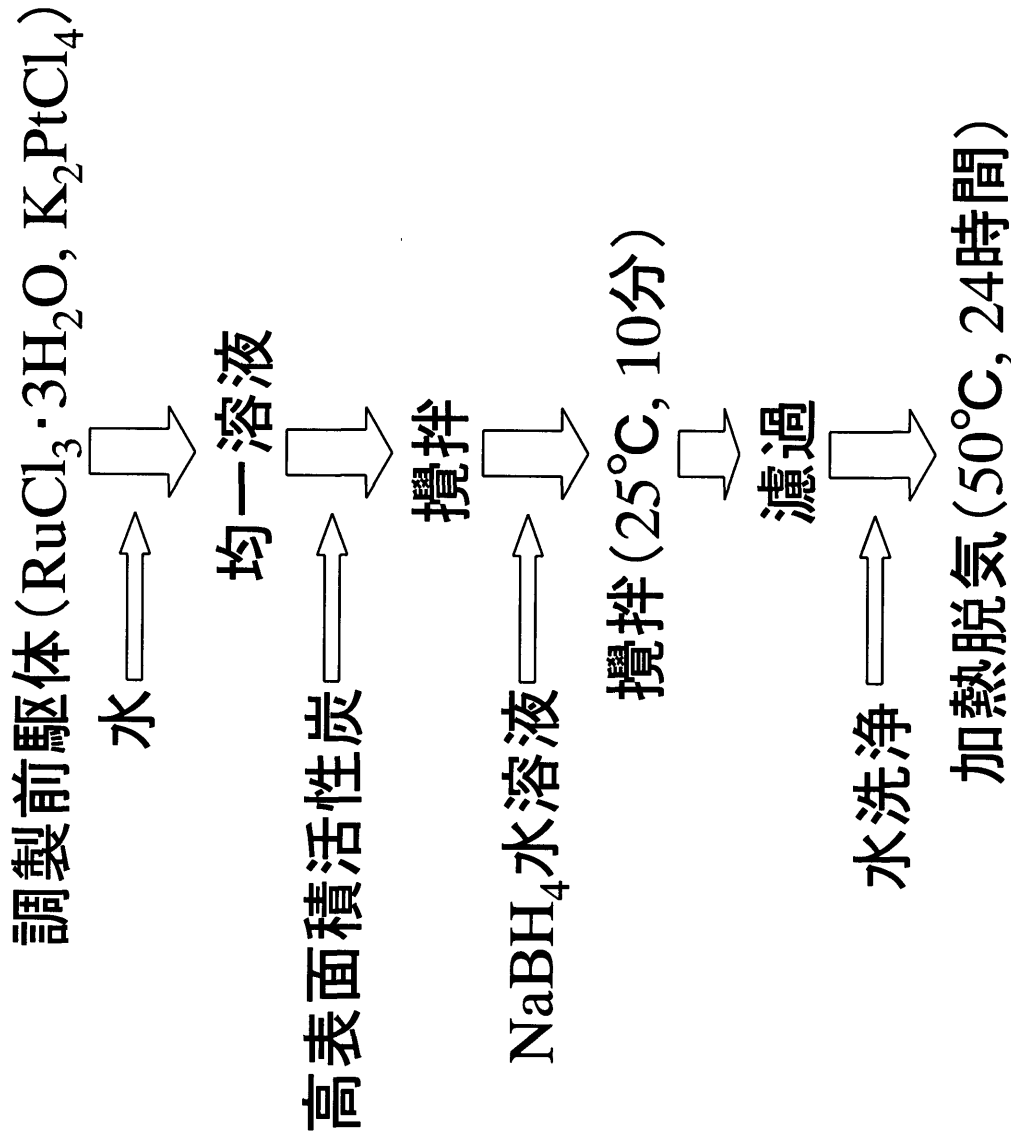 調製前駆体(RuCl₃·3H₂O, K₂PtCl₄)
水
均一溶液
高表面積活性炭
攪拌
NaBH₄水溶液
攪拌(25°C, 10分)
濾過
水洗浄
加熱脱気(50°C, 24時間)